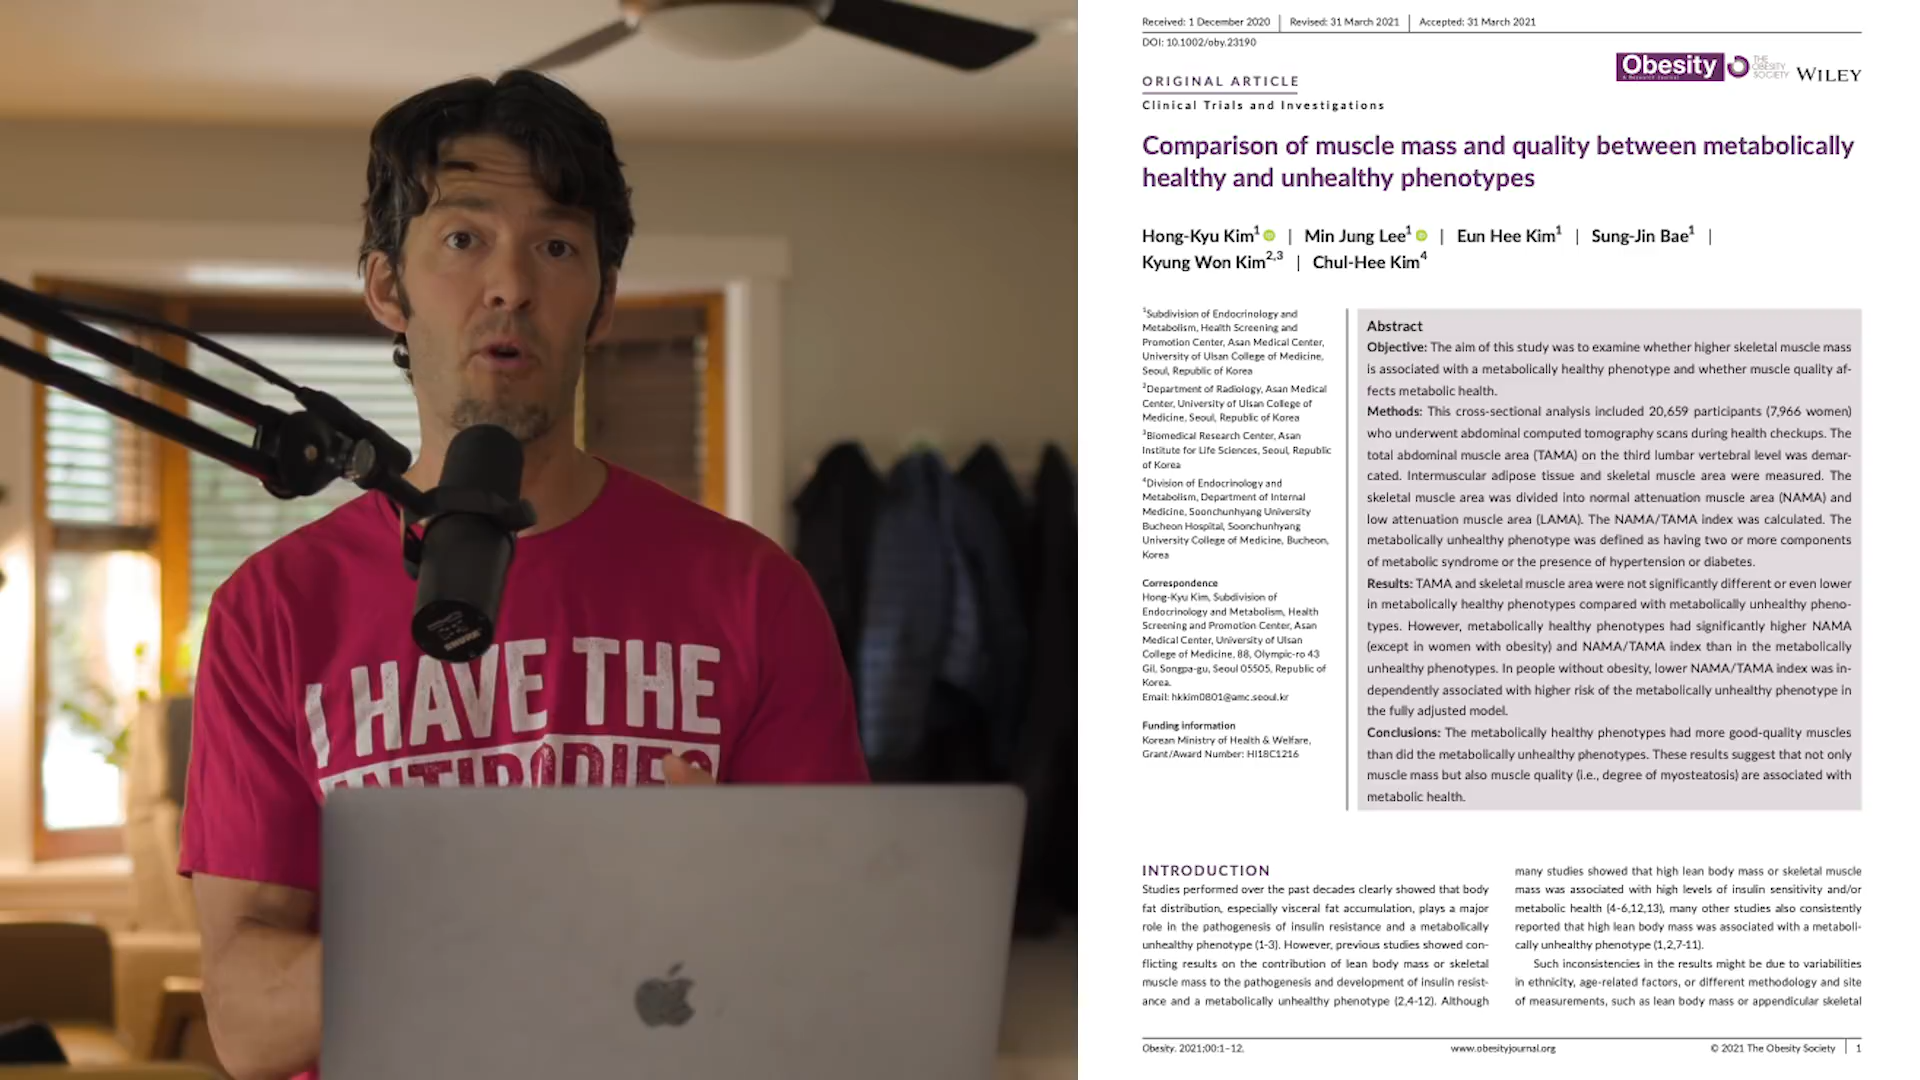 I HAVE THE
ANTIBODIES
SHURE
Received: 1 December 2020 | Revised: 31 March 2021 | Accepted: 31 March 2021
DOI: 10.1002/oby.23190
Obesity
A Research Journal
THE
OBESITY
SOCIETY
WILEY
ORIGINAL ARTICLE
Clinical Trials and Investigations
Comparison of muscle mass and quality between metabolically
healthy and unhealthy phenotypes
Hong-Kyu Kim1 | Min Jung Lee1 | Eun Hee Kim1 | Sung-Jin Bae1 |
Kyung Won Kim2,3 | Chul-Hee Kim4
1Subdivision of Endocrinology and
Metabolism, Health Screening and
Promotion Center, Asan Medical Center,
University of Ulsan College of Medicine,
Seoul, Republic of Korea
2Department of Radiology, Asan Medical
Center, University of Ulsan College of
Medicine, Seoul, Republic of Korea
3Biomedical Research Center, Asan
Institute for Life Sciences, Seoul, Republic
of Korea
4Division of Endocrinology and
Metabolism, Department of Internal
Medicine, Soonchunhyang University
Bucheon Hospital, Soonchunhyang
University College of Medicine, Bucheon,
Korea
Correspondence
Hong-Kyu Kim, Subdivision of
Endocrinology and Metabolism, Health
Screening and Promotion Center, Asan
Medical Center, University of Ulsan
College of Medicine, 88, Olympic-ro 43
Gil, Songpa-gu, Seoul 05505, Republic of
Korea.
Email: hkkim0801@amc.seoul.kr
Funding information
Korean Ministry of Health & Welfare,
Grant/Award Number: HI18C1216
Abstract
Objective: The aim of this study was to examine whether higher skeletal muscle mass
is associated with a metabolically healthy phenotype and whether muscle quality af-
fects metabolic health.
Methods: This cross-sectional analysis included 20,659 participants (7,966 women)
who underwent abdominal computed tomography scans during health checkups. The
total abdominal muscle area (TAMA) on the third lumbar vertebral level was demar-
cated. Intermuscular adipose tissue and skeletal muscle area were measured. The
skeletal muscle area was divided into normal attenuation muscle area (NAMA) and
low attenuation muscle area (LAMA). The NAMA/TAMA index was calculated. The
metabolically unhealthy phenotype was defined as having two or more components
of metabolic syndrome or the presence of hypertension or diabetes.
Results: TAMA and skeletal muscle area were not significantly different or even lower
in metabolically healthy phenotypes compared with metabolically unhealthy pheno-
types. However, metabolically healthy phenotypes had significantly higher NAMA
(except in women with obesity) and NAMA/TAMA index than in the metabolically
unhealthy phenotypes. In people without obesity, lower NAMA/TAMA index was in-
dependently associated with higher risk of the metabolically unhealthy phenotype in
the fully adjusted model.
Conclusions: The metabolically healthy phenotypes had more good-quality muscles
than did the metabolically unhealthy phenotypes. These results suggest that not only
muscle mass but also muscle quality (i.e., degree of myosteatosis) are associated with
metabolic health.
INTRODUCTION
Studies performed over the past decades clearly showed that body
fat distribution, especially visceral fat accumulation, plays a major
role in the pathogenesis of insulin resistance and a metabolically
unhealthy phenotype (1-3). However, previous studies showed con-
flicting results on the contribution of lean body mass or skeletal
muscle mass to the pathogenesis and development of insulin resist-
ance and a metabolically unhealthy phenotype (2,4-12). Although
many studies showed that high lean body mass or skeletal muscle
mass was associated with high levels of insulin sensitivity and/or
metabolic health (4-6,12,13), many other studies also consistently
reported that high lean body mass was associated with a metaboli-
cally unhealthy phenotype (1,2,7-11).
Such inconsistencies in the results might be due to variabilities
in ethnicity, age-related factors, or different methodology and site
of measurements, such as lean body mass or appendicular skeletal
Obesity. 2021;00:1–12.
www.obesityjournal.org
© 2021 The Obesity Society | 1